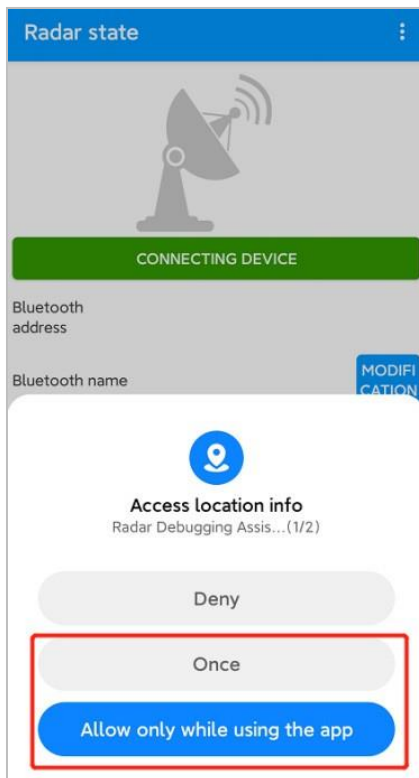 Radar state
CONNECTING DEVICE
Bluetooth
address
Bluetooth name
MODIFI
CATION
Access location info
Radar Debugging Assis...(1/2)
Deny
Once
Allow only while using the app